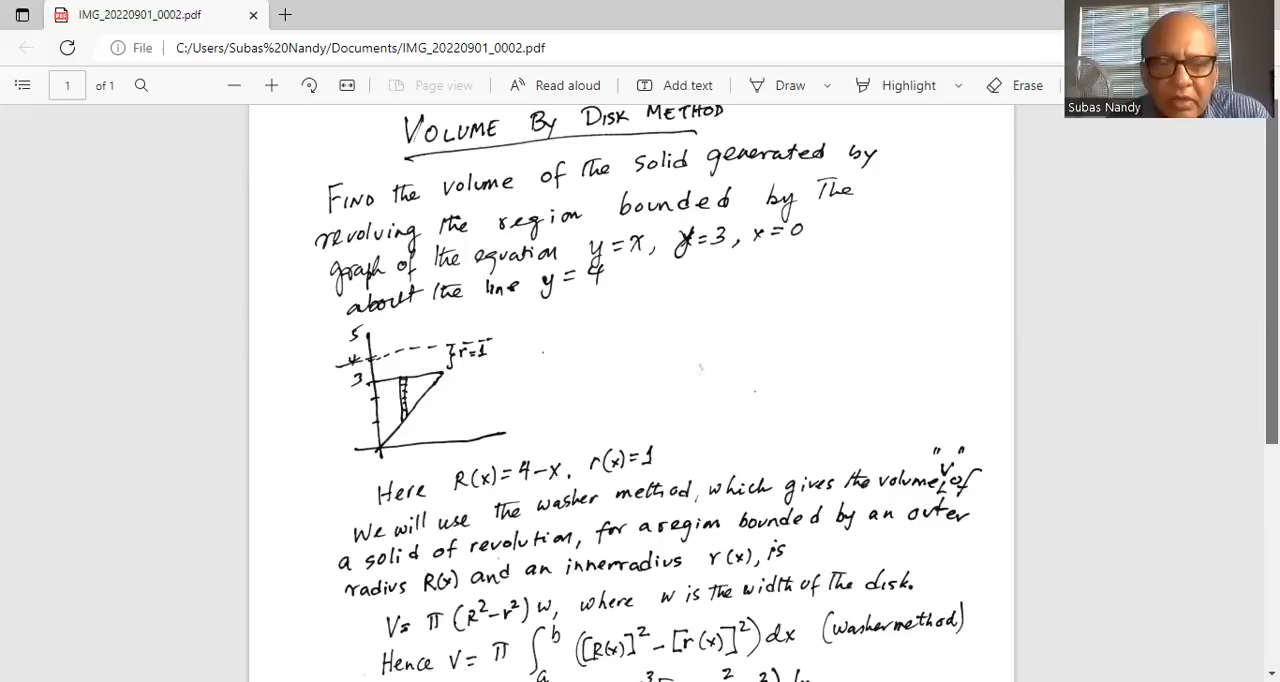 IMG_20220901_0002.pdf
File C:/Users/Subas%20Nandy/Documents/IMG_20220901_0002.pdf
1 of 1 Page view Read aloud Add text Draw Highlight Erase
Subas Nandy
VOLUME By DISK METHOD
FIND the volume of the solid generated by
revolving the region bounded by The
graph of the equation y = x, y = 3, x = 0
about the line y = 4
5
4
3
r=1
Here R(x) = 4-x, r(x)=1
We will use the washer method, which gives the volume "V" of
a solid of revolution, for a region bounded by an outer
radius R(x) and an inner radius r(x), is
V= π (R²-r²) w, where w is the width of The disk.
Hence V = π ∫ₐᵇ ([R(x)]² - [r(x)]²) dx (washer method)